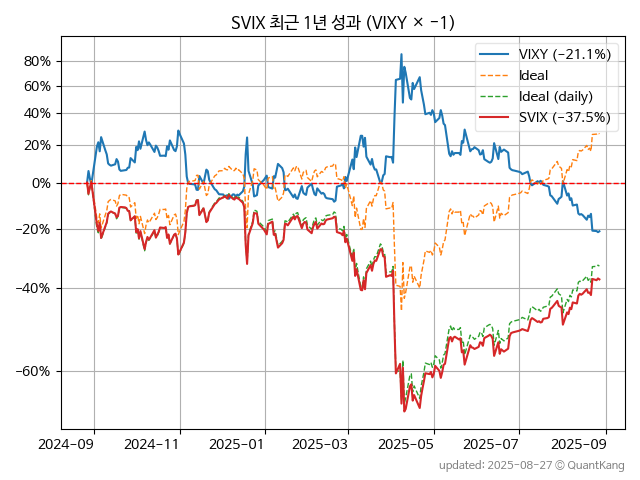 SVIX 최근 1년 성과 (VIXY × −1)
VIXY (−21.1%)
Ideal
Ideal (daily)
SVIX (−37.5%)
80%
60%
40%
20%
0%
−20%
−40%
−60%
2024-09 2024-11 2025-01 2025-03 2025-05 2025-07 2025-09
updated: 2025-08-27 © QuantKang